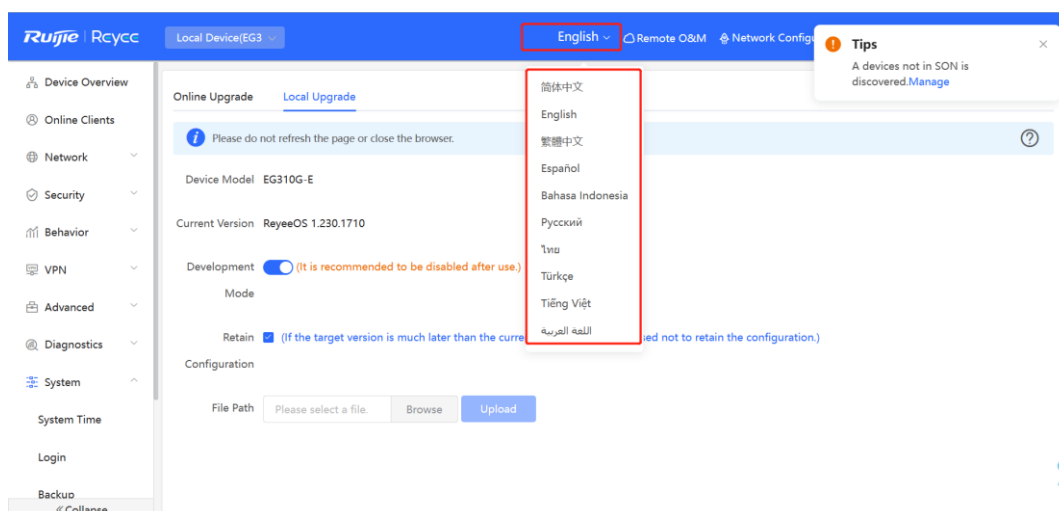 Ruijie | Reyee
Local Device(EG3
English
Remote O&M
Network Configu
Tips
A devices not in SON is
discovered.Manage
Device Overview
Online Clients
Network
Security
Behavior
VPN
Advanced
Diagnostics
System
System Time
Login
Backup
Collapse
Online Upgrade
Local Upgrade
Please do not refresh the page or close the browser.
Device Model EG310G-E
Current Version ReyeeOS 1.230.1710
Development (It is recommended to be disabled after use.)
Mode
Retain (If the target version is much later than the curre sed not to retain the configuration.)
Configuration
File Path Please select a file. Browse Upload
简体中文
English
繁體中文
Español
Bahasa Indonesia
Русский
ไทย
Türkçe
Tiếng Việt
اللغة العربية